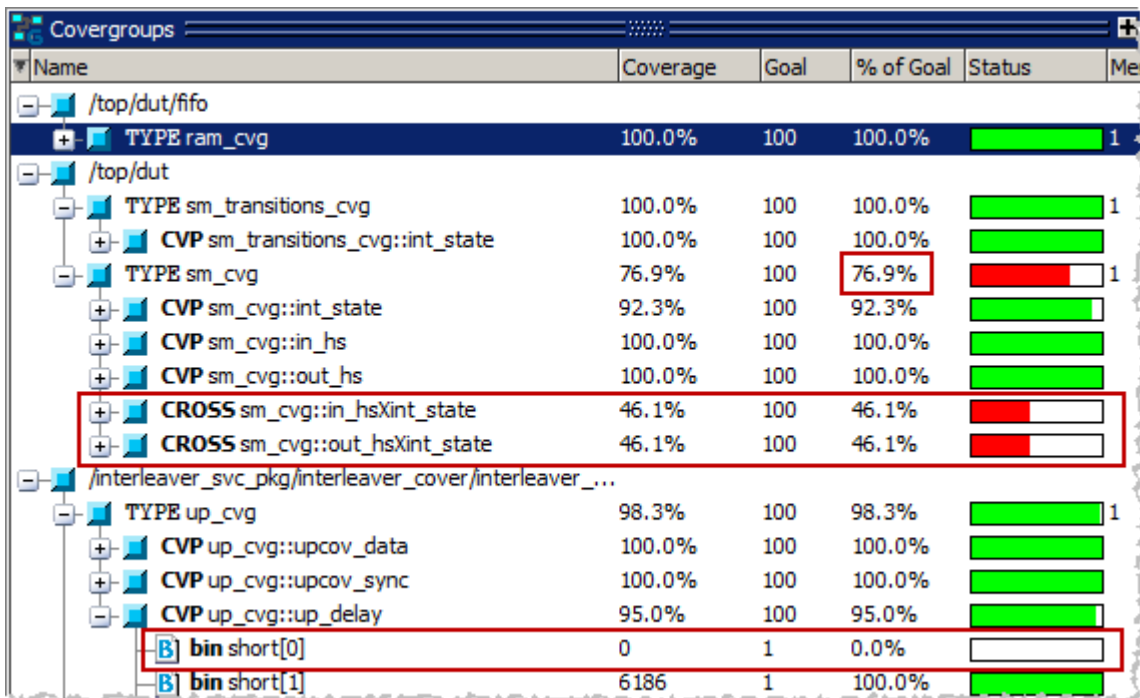 Covergroups
Name Coverage Goal % of Goal Status Me
/top/dut/fifo
TYPE ram_cvg 100.0% 100 100.0% 1
/top/dut
TYPE sm_transitions_cvg 100.0% 100 100.0% 1
CVP sm_transitions_cvg::int_state 100.0% 100 100.0%
TYPE sm_cvg 76.9% 100 76.9% 1
CVP sm_cvg::int_state 92.3% 100 92.3%
CVP sm_cvg::in_hs 100.0% 100 100.0%
CVP sm_cvg::out_hs 100.0% 100 100.0%
CROSS sm_cvg::in_hsXint_state 46.1% 100 46.1%
CROSS sm_cvg::out_hsXint_state 46.1% 100 46.1%
/interleaver_svc_pkg/interleaver_cover/interleaver_...
TYPE up_cvg 98.3% 100 98.3% 1
CVP up_cvg::upcov_data 100.0% 100 100.0%
CVP up_cvg::upcov_sync 100.0% 100 100.0%
CVP up_cvg::up_delay 95.0% 100 95.0%
B bin short[0] 0 1 0.0%
B bin short[1] 6186 1 100.0%